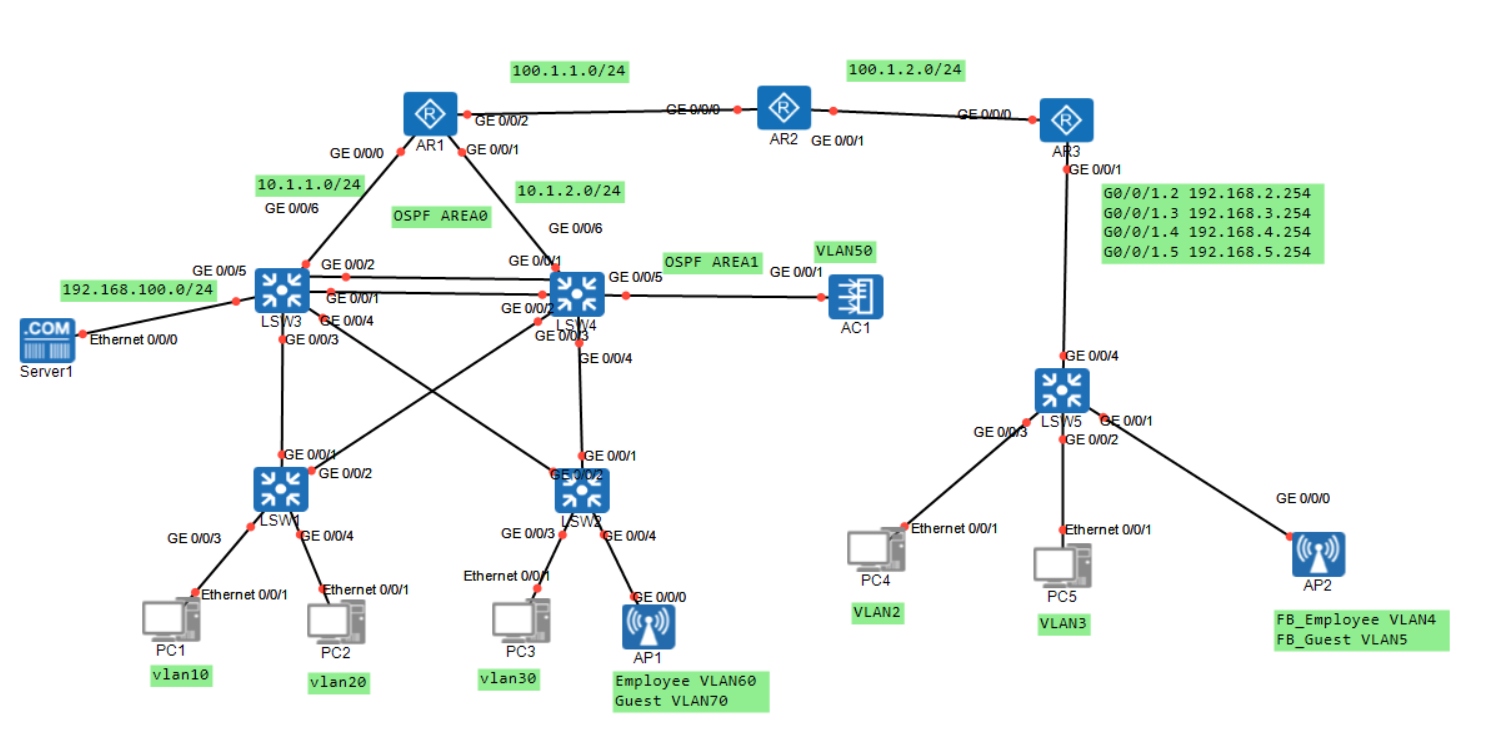 100.1.1.0/24
100.1.2.0/24
GE 0/0/2
GE 0/0/0
GE 0/0/0
AR1
AR2
GE 0/0/1
AR3
GE 0/0/0
GE 0/0/1
GE 0/0/1
10.1.1.0/24
10.1.2.0/24
GE 0/0/6
OSPF AREA0
GE 0/0/6
G0/0/1.2 192.168.2.254
G0/0/1.3 192.168.3.254
G0/0/1.4 192.168.4.254
G0/0/1.5 192.168.5.254
VLAN50
GE 0/0/5
GE 0/0/2
GE 0/0/1
OSPF AREA1
GE 0/0/1
GE 0/0/5
192.168.100.0/24
GE 0/0/1
GE 0/0/2
GE 0/0/4
LSW3
LSW4
AC1
.COM
Ethernet 0/0/0
Server1
GE 0/0/3
GE 0/0/3
GE 0/0/4
GE 0/0/4
LSW5
GE 0/0/3
GE 0/0/1
GE 0/0/2
GE 0/0/1
GE 0/0/2
GE 0/0/1
GE 0/0/2
LSW1
LSW2
GE 0/0/0
GE 0/0/3
GE 0/0/4
GE 0/0/3
GE 0/0/4
Ethernet 0/0/1
Ethernet 0/0/1
PC4
PC5
AP2
Ethernet 0/0/1
Ethernet 0/0/1
Ethernet 0/0/1
GE 0/0/0
VLAN2
VLAN3
FB_Employee VLAN4
FB_Guest VLAN5
PC1
PC2
PC3
AP1
vlan10
vlan20
vlan30
Employee VLAN60
Guest VLAN70
R
R
R